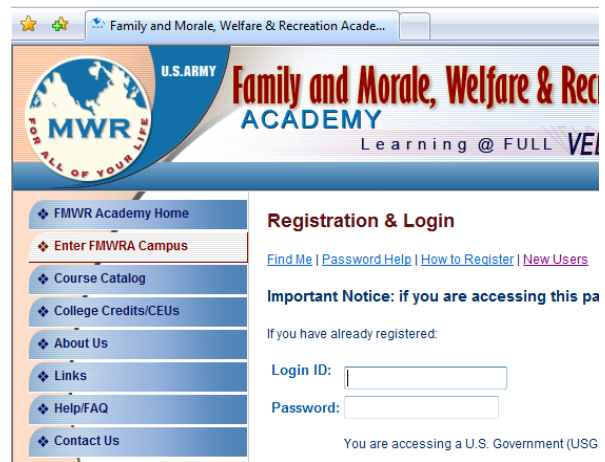 Family and Morale, Welfare & Recreation Acade...
U.S.ARMY
MWR
FOR ALL OF YOUR LIFE
Family and Morale, Welfare & Rec
ACADEMY
Learning @ FULL VEL
FMWR Academy Home
Enter FMWRA Campus
Course Catalog
College Credits/CEUs
About Us
Links
Help/FAQ
Contact Us
Registration & Login
Find Me | Password Help | How to Register | New Users
Important Notice: if you are accessing this pa
If you have already registered:
Login ID:
Password:
You are accessing a U.S. Government (USG